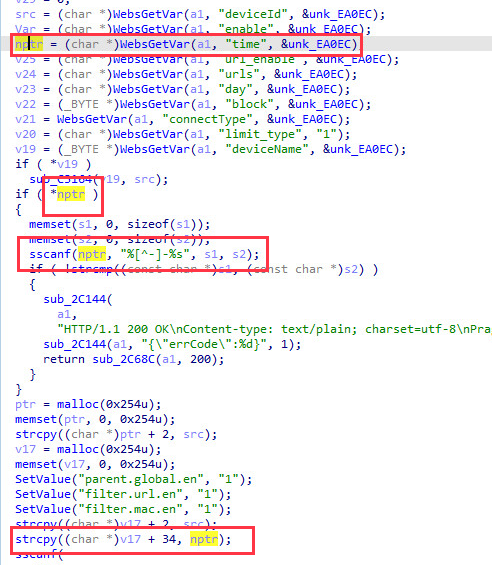 src = (char *)WebsGetVar(a1, "deviceId", &unk_EA0EC);
Var = (char *)WebsGetVar(a1, "enable", &unk_EA0EC);
nptr = (char *)WebsGetVar(a1, "time", &unk_EA0EC)
v25 = (char *)WebsGetVar(a1, "url_enable", &unk_EA0EC);
v24 = (char *)WebsGetVar(a1, "urls", &unk_EA0EC);
v23 = (char *)WebsGetVar(a1, "day", &unk_EA0EC);
v22 = (_BYTE *)WebsGetVar(a1, "block", &unk_EA0EC);
v21 = WebsGetVar(a1, "connectType", &unk_EA0EC);
v20 = (char *)WebsGetVar(a1, "limit_type", "1");
v19 = (_BYTE *)WebsGetVar(a1, "deviceName", &unk_EA0EC);
if ( *v19 )
sub_C5164(v19, src);
if ( *nptr )
{
memset(s1, 0, sizeof(s1));
memset(s2, 0, sizeof(s2));
sscanf(nptr, "%[^-]-%s", s1, s2);
if ( !strcmp((const char *)s1, (const char *)s2) )
{
sub_2C144(
a1,
"HTTP/1.1 200 OK\nContent-type: text/plain; charset=utf-8\nPra
sub_2C144(a1, "{\"errCode\":%d}", 1);
return sub_2C68C(a1, 200);
}
}
ptr = malloc(0x254u);
memset(ptr, 0, 0x254u);
strcpy((char *)ptr + 2, src);
v17 = malloc(0x254u);
memset(v17, 0, 0x254u);
SetValue("parent.global.en", "1");
SetValue("filter.url.en", "1");
SetValue("filter.mac.en", "1");
strcpy((char *)v17 + 2, src);
strcpy((char *)v17 + 34, nptr);
sscanf(